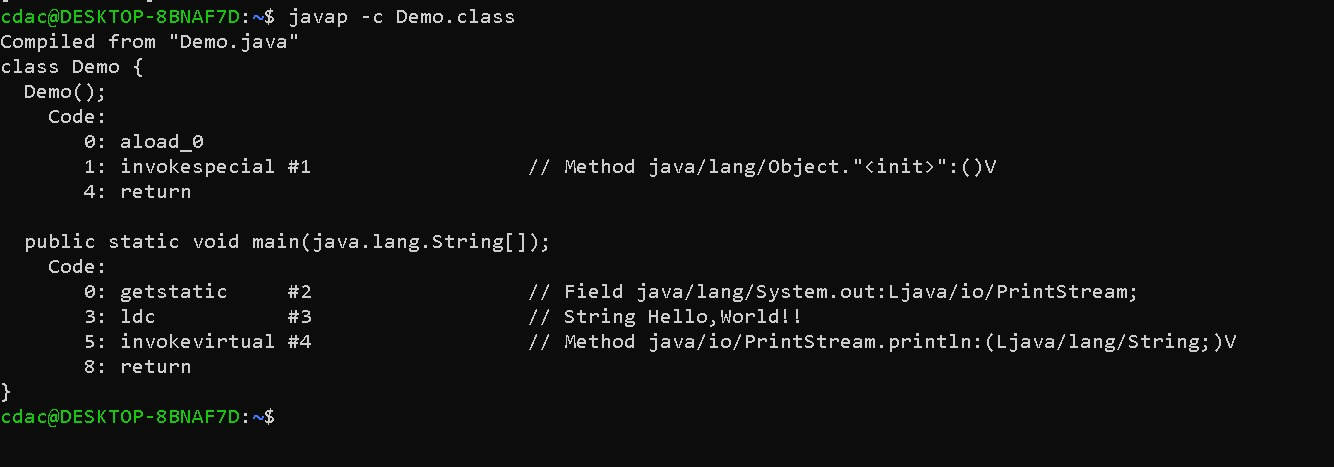 cdac@DESKTOP-8BNAF7D:~$ javap -c Demo.class
Compiled from "Demo.java"
class Demo {
  Demo();
    Code:
       0: aload_0
       1: invokespecial #1                  // Method java/lang/Object."<init>":()V
       4: return

  public static void main(java.lang.String[]);
    Code:
       0: getstatic     #2                  // Field java/lang/System.out:Ljava/io/PrintStream;
       3: ldc           #3                  // String Hello,World!!
       5: invokevirtual #4                  // Method java/io/PrintStream.println:(Ljava/lang/String;)V
       8: return
}
cdac@DESKTOP-8BNAF7D:~$